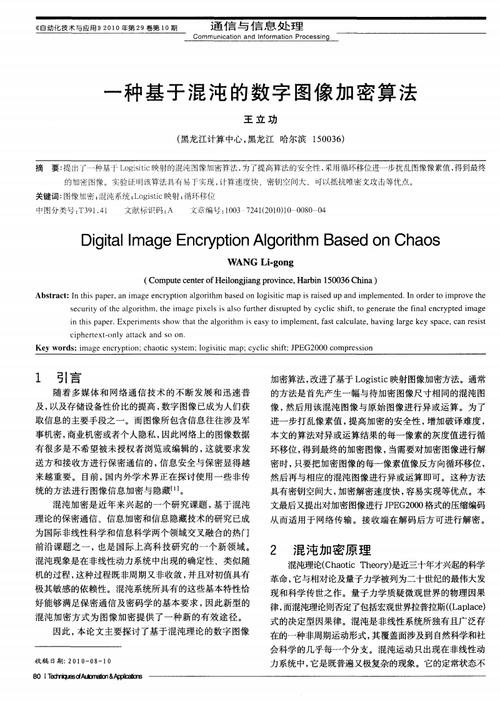 《自动化技术与应用》2010年第29卷第10期
通信与信息处理
Communication and Information Processing
一种基于混沌的数字图像加密算法
王立功
(黑龙江计算中心,黑龙江 哈尔滨 150036)
摘 要:提出了一种基于Logisitic映射的混沌图像加密算法,为了提高算法的安全性,采用循环移位进一步扰乱图像像素值,得到最终
的加密图像。实验证明该算法具有易于实现,计算速度快、密钥空间大、可以抵抗唯密文攻击等优点。
关键词:图像加密;混沌系统;Logistic映射;循环移位
中图分类号:T391.41 文献标识码:A 文章编号:1003-7241(2010)10-0080-04
Digital Image Encryption Algorithm Based on Chaos
WANG Li-gong
( Compute center of Heilongjiang province, Harbin 150036 China )
Abstract: In this paper, an image encryption algorithm based on logisitic map is raised up and implemented. In order to improve the
security of the algorithm, the image pixels is also further disrupted by cyclic shift, to generate the final encrypted image
in this paper. Experiments show that the algorithm is easy to implement, fast calculate, having large key space, can resist
ciphertext-only attack and so on.
Key words: image encryption; chaotic system; logisitic map; cyclic shift; JPEG2000 compression
1 引言
随着多媒体和网络通信技术的不断发展和迅速普
及,以及存储设备性价比的提高,数字图像已成为人们获
取信息的主要手段之一。而图像所包含信息往往涉及军
事机密,商业机密或者个人隐私,因此网络上的图像数据
有很多是不希望被未授权者浏览或编辑的,这就要求发
送方和接收方进行保密通信的,信息安全与保密显得越
来越重要。目前,国内外学术界正在探讨使用一些非传
统的方法进行图像信息加密与隐藏[1]。
混沌加密是近年来兴起的一个研究课题,基于混沌
理论的保密通信、信息加密和信息隐藏技术的研究已成
为国际非线性科学和信息科学两个领域交叉融合的热门
前沿课题之一,也是国际上高科技研究的一个新领域。
混沌现象是在非线性动力系统中出现的确定性、类似随
机的过程,这种过程既非周期又非收敛,并且对初值具有
极其敏感的依赖性。混沌系统所具有的这些基本特性恰
好能够满足保密通信及密码学的基本要求,因此新型的
混沌加密方式为图像加密提供了一种新的有效途径。
因此,本论文主要探讨了基于混沌理论的数字图像
收稿日期:2010-08-10
加密算法,改进了基于Logistic映射图像加密方法。通常
的方法是首先产生一幅与待加密图像尺寸相同的混沌图
像,然后用该混沌图像与原始图像进行异或运算。为了
进一步打乱图像值,提高加密的安全性,增加破译难度,
本文的算法对异或运算结果的每一像素的灰度值进行循
环移位,得到最终的加密图像,当需要对加密图像进行解
密时,只要把加密图像的每一像素值像反方向循环移位,
然后再与相应的混沌图像进行异或运算即可。这种方法
具有密钥空间大,加密解密速度快,容易实现等优点。本
文最后又提出对加密图像进行JPEG2000格式的压缩编码
从而适用于网络传输。接收端在解码后方可进行解密。
2 混沌加密原理
混沌理论(Chaotic Theory)是近三十年才兴起的科学
革命,它与相对论及量子力学被列为二十世纪的最伟大发
现和科学传世之作。量子力学质疑微观世界的物理因果
律,而混沌理论则否定了包括宏观世界拉普拉斯((Laplace)
式的决定型因果律。混沌是非线性系统所独有且广泛存
在的一种非周期运动形式,其覆盖面涉及到自然科学和社
会科学的几乎每一个分支。混沌运动只出现在非线性动
力系统中,它是既普遍又极复杂的现象。它的定常状态不
80 | Techniques of Automation & Applications